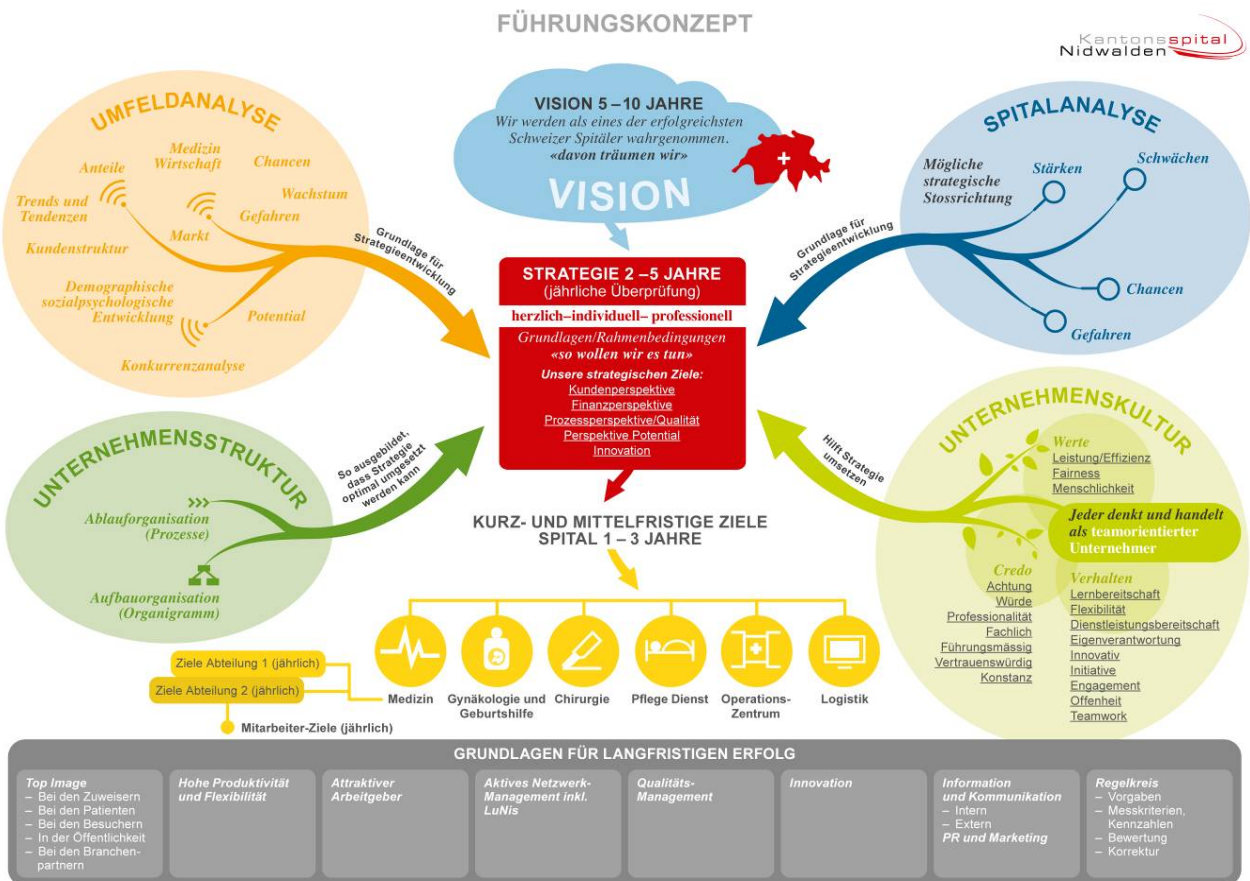 FÜHRUNGSKONZEPT
Kantonsspital
Nidwalden
UMFELDANALYSE
Anteile
Medizin
Wirtschaft
Chancen
Trends und
Tendenzen
Wachstum
Gefahren
Markt
Kundenstruktur
Demographische
sozialpsychologische
Entwicklung
Potential
Konkurrenzanalyse
Grundlage für
Strategieentwicklung
VISION 5 – 10 JAHRE
Wir werden als eines der erfolgreichsten
Schweizer Spitäler wahrgenommen.
«davon träumen wir»
VISION
SPITALANALYSE
Mögliche
strategische
Stossrichtung
Stärken
Schwächen
Chancen
Gefahren
Grundlage für
Strategieentwicklung
STRATEGIE 2 –5 JAHRE
(jährliche Überprüfung)
herzlich–individuell– professionell
Grundlagen/Rahmenbedingungen
«so wollen wir es tun»
Unsere strategischen Ziele:
Kundenperspektive
Finanzperspektive
Prozessperspektive/Qualität
Perspektive Potential
Innovation
UNTERNEHMENSSTRUKTUR
Ablauforganisation
(Prozesse)
Aufbauorganisation
(Organigramm)
So ausgebildet,
dass Strategie
optimal umgesetzt
werden kann
UNTERNEHMENSKULTUR
Hilft Strategie
umsetzen
Werte
Leistung/Effizienz
Fairness
Menschlichkeit
Jeder denkt und handelt
als teamorientierter
Unternehmer
Credo
Achtung
Würde
Professionalität
Fachlich
Führungsmässig
Vertrauenswürdig
Konstanz
Verhalten
Lernbereitschaft
Flexibilität
Dienstleistungsbereitschaft
Eigenverantwortung
Innovativ
Initiative
Engagement
Offenheit
Teamwork
KURZ- UND MITTELFRISTIGE ZIELE
SPITAL 1 – 3 JAHRE
Medizin
Gynäkologie und
Geburtshilfe
Chirurgie
Pflege Dienst
Operations-
Zentrum
Logistik
Ziele Abteilung 1 (jährlich)
Ziele Abteilung 2 (jährlich)
Mitarbeiter-Ziele (jährlich)
GRUNDLAGEN FÜR LANGFRISTIGEN ERFOLG
Top Image
– Bei den Zuweisern
– Bei den Patienten
– Bei den Besuchern
– In der Öffentlichkeit
– Bei den Branchen-
partnern
Hohe Produktivität
und Flexibilität
Attraktiver
Arbeitgeber
Aktives Netzwerk-
Management inkl.
LuNis
Qualitäts-
Management
Innovation
Information
und Kommunikation
– Intern
– Extern
PR und Marketing
Regelkreis
– Vorgaben
– Messkriterien,
Kennzahlen
– Bewertung
– Korrektur